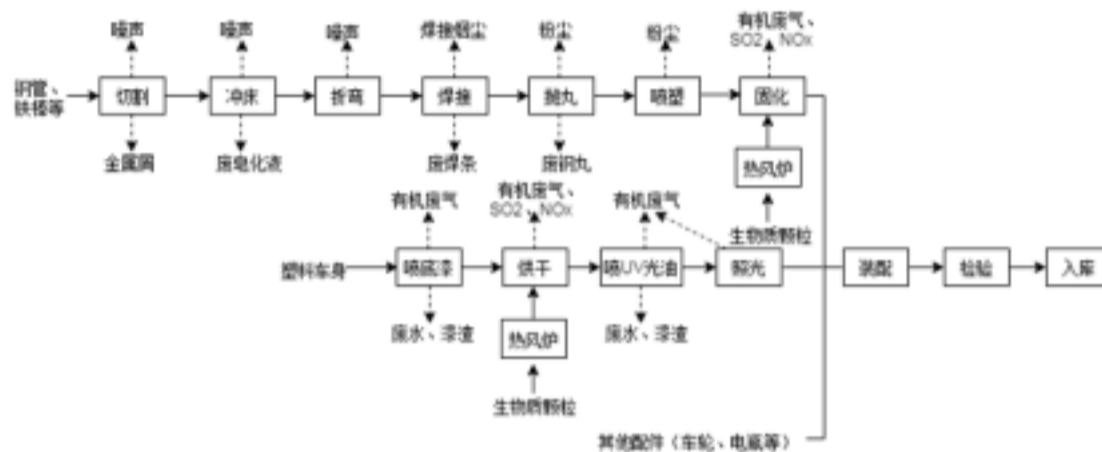 噪声
噪声
噪声
焊接烟尘
粉尘
粉尘
有机废气、
SO2、NOx
钢管、
铁棒等
切割
冲床
折弯
焊接
抛丸
喷塑
固化
金属屑
废皂化液
废焊条
废钢丸
热风炉
生物质颗粒
有机废气
有机废气、
SO2、NOx
有机废气
塑料车身
喷底漆
烘干
喷UV光油
照光
装配
检验
入库
废水、漆渣
热风炉
废水、漆渣
生物质颗粒
其他配件（车轮、电瓶等）